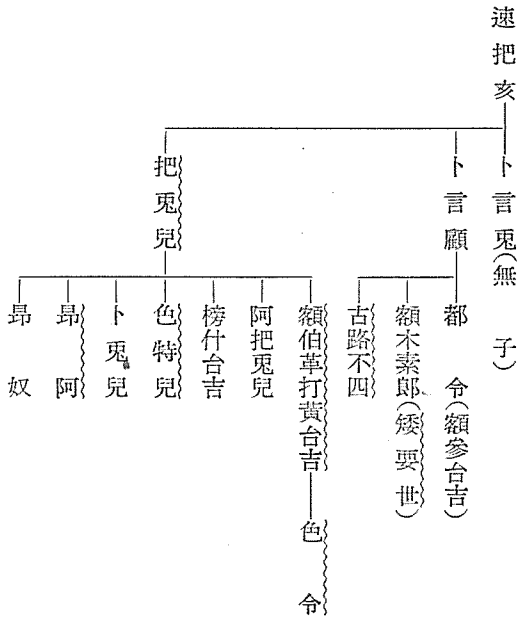 速把亥
卜言兎(無子)
卜言顧
都令(額參台吉)
額木素郎(矮要世)
古路不四
把兎兒
額伯革打黃台吉
色令
阿把兎兒
榜什台吉
色特兒
卜兎兒
昂阿
昂奴